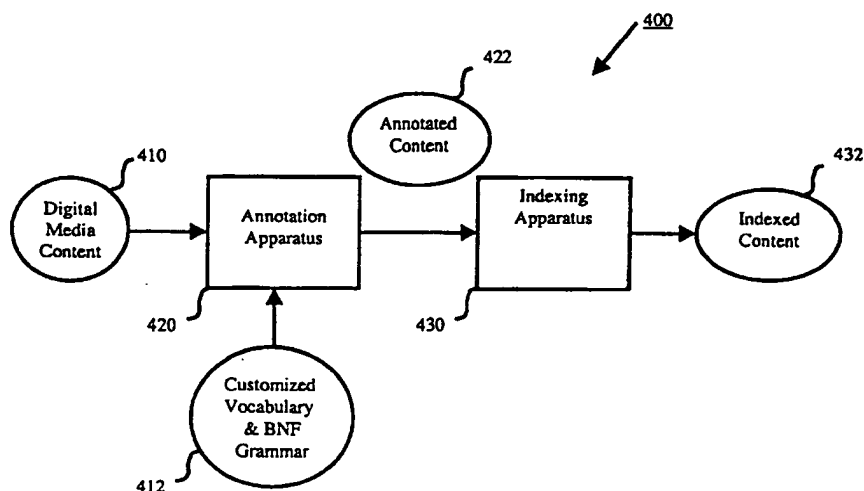 400
422
Annotated
Content
410
432
Digital
Media
Content
Annotation
Apparatus
Indexing
Apparatus
Indexed
Content
420
430
Customized
Vocabulary
& BNF
Grammar
412